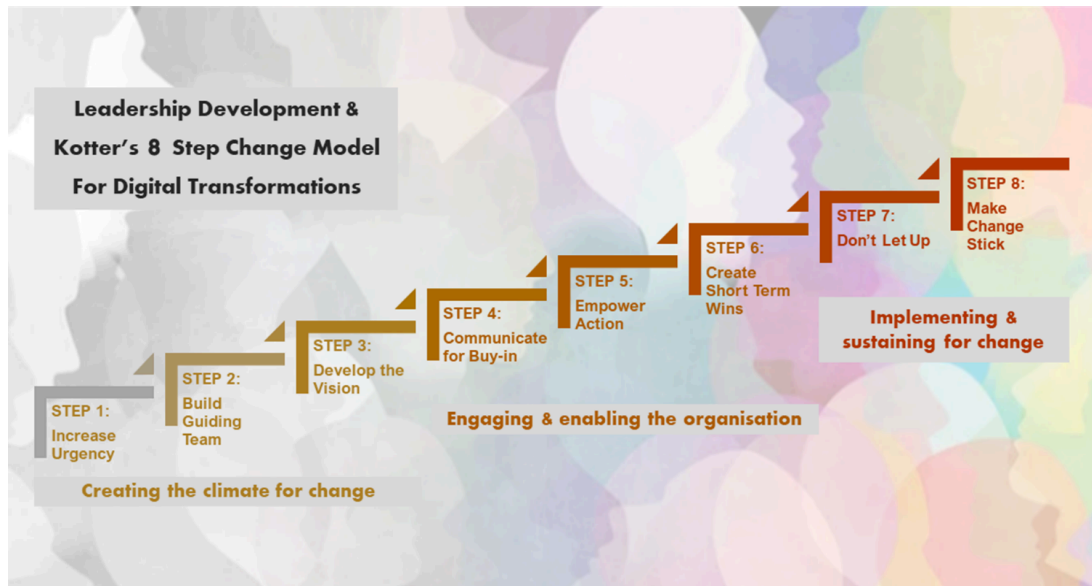 Leadership Development &
Kotter's 8 Step Change Model
For Digital Transformations
STEP 1:
Increase
Urgency
STEP 2:
Build
Guiding
Team
STEP 3:
Develop the
Vision
Creating the climate for change
STEP 4:
Communicate
for Buy-in
STEP 5:
Empower
Action
STEP 6:
Create
Short Term
Wins
Engaging & enabling the organisation
STEP 7:
Don't Let Up
STEP 8:
Make
Change
Stick
Implementing &
sustaining for change